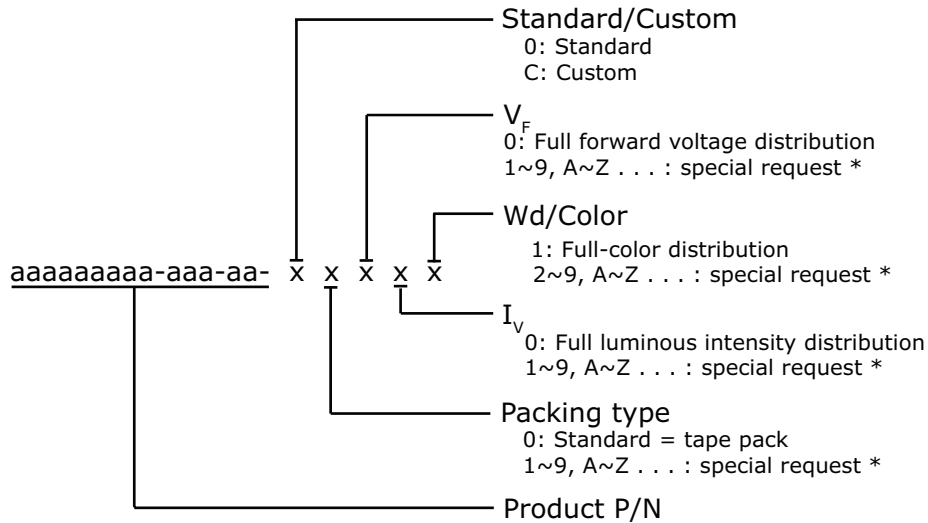 Standard/Custom
0: Standard
C: Custom
VF
0: Full forward voltage distribution
1~9, A~Z . . . : special request *
Wd/Color
1: Full-color distribution
2~9, A~Z . . . : special request *
aaaaaaaaa-aaa-aa- x x x x x
IV
0: Full luminous intensity distribution
1~9, A~Z . . . : special request *
Packing type
0: Standard = tape pack
1~9, A~Z . . . : special request *
Product P/N